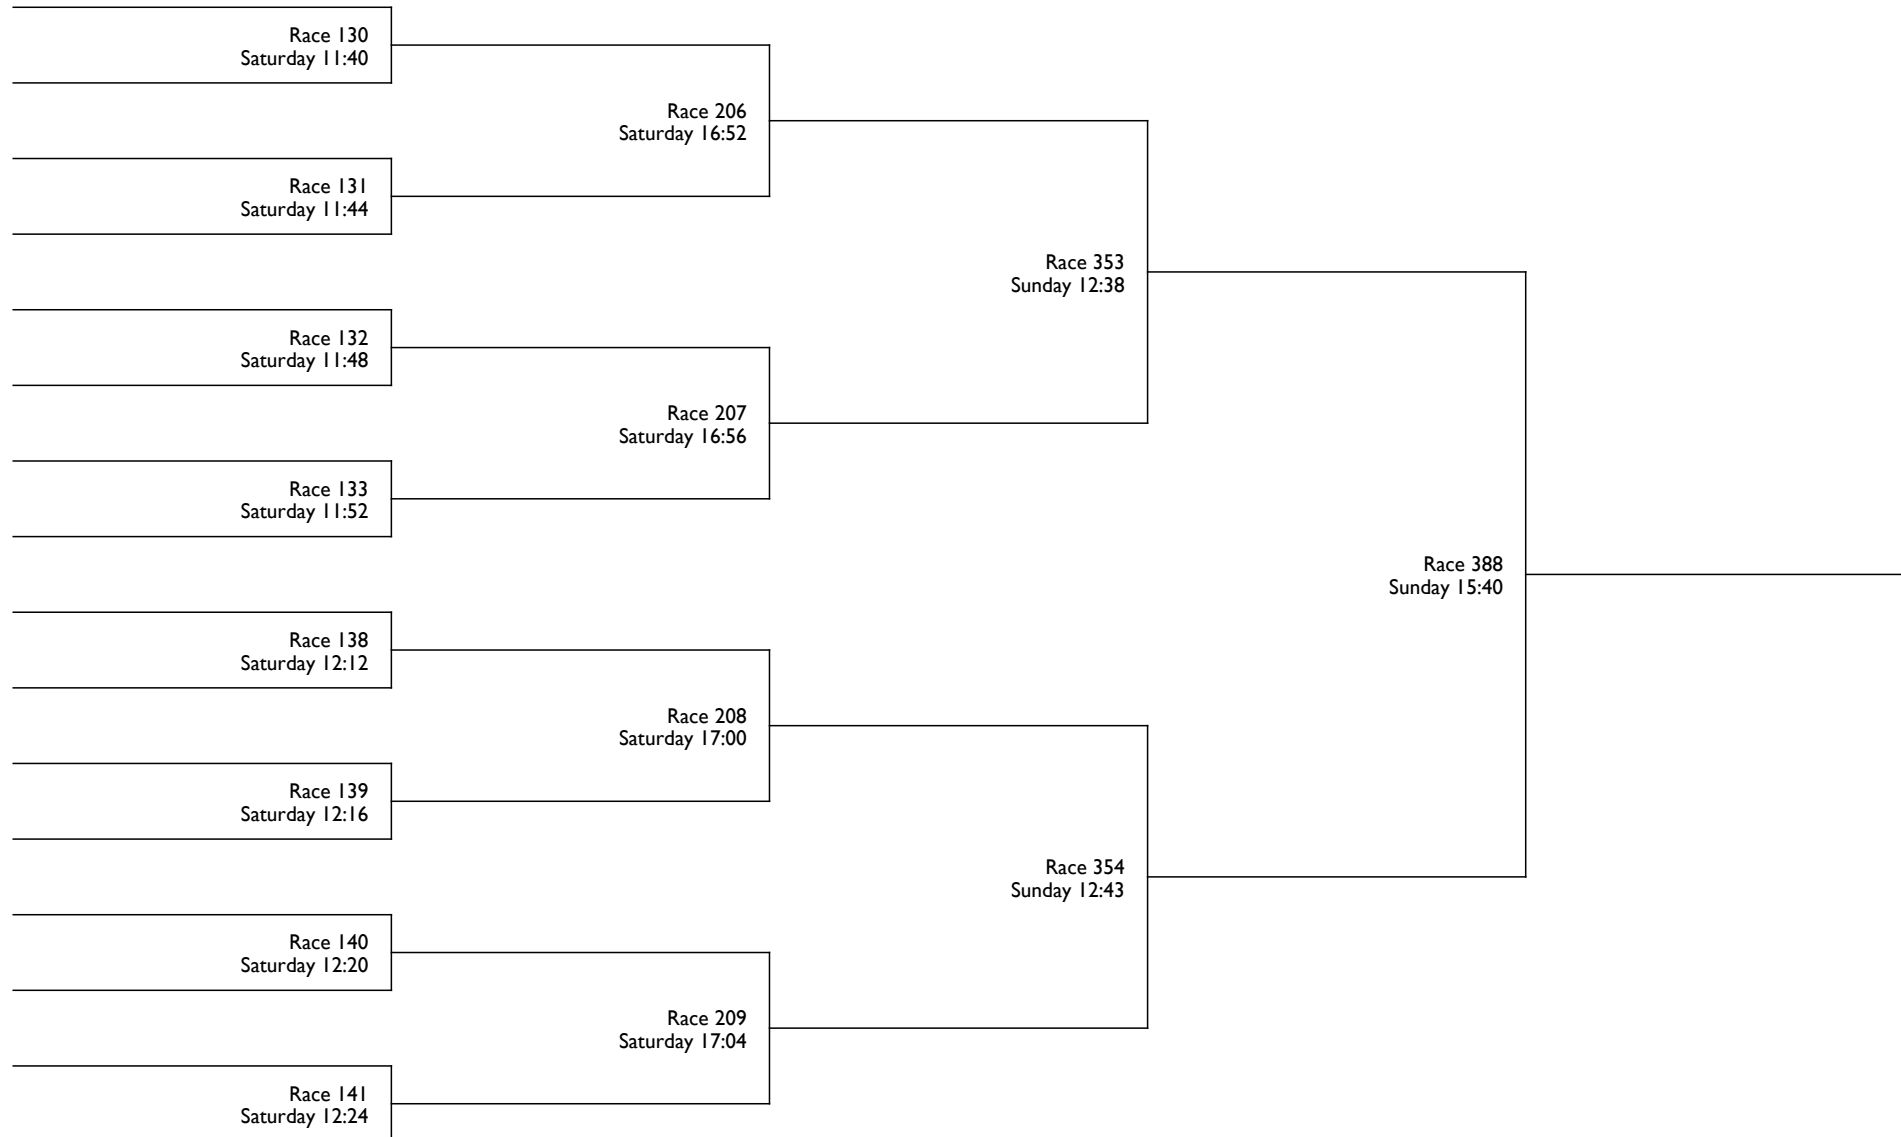 Race 130
Saturday 11:40
Race 206
Saturday 16:52
Race 131
Saturday 11:44
Race 353
Sunday 12:38
Race 132
Saturday 11:48
Race 207
Saturday 16:56
Race 133
Saturday 11:52
Race 388
Sunday 15:40
Race 138
Saturday 12:12
Race 208
Saturday 17:00
Race 139
Saturday 12:16
Race 354
Sunday 12:43
Race 140
Saturday 12:20
Race 209
Saturday 17:04
Race 141
Saturday 12:24